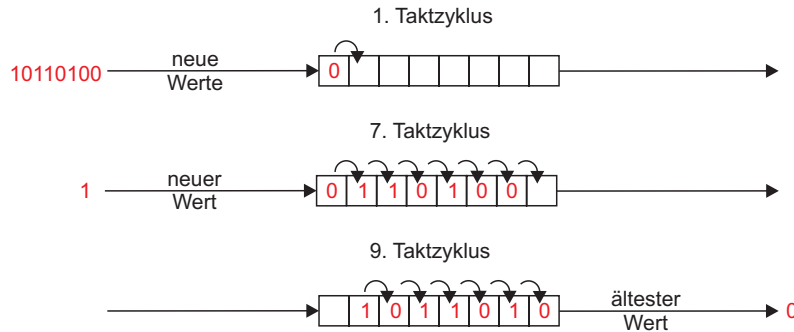 1. Taktzyklus
10110100 neue Werte 0
7. Taktzyklus
1 neuer Wert 0 1 1 0 1 0 0
9. Taktzyklus
1 0 1 1 0 1 0 ältester Wert 0